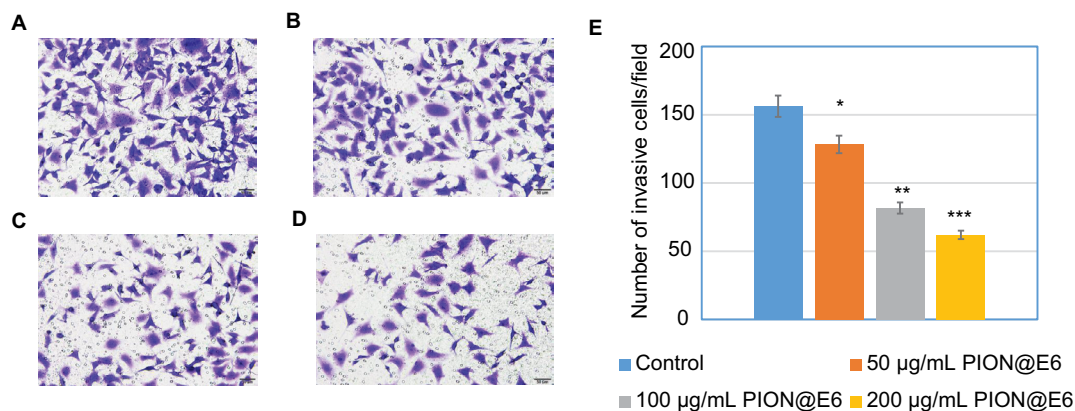 A
B
C
D
E
Number of invasive cells/field
200
150
100
50
0
*
**
***
Control
50 µg/mL PION@E6
100 µg/mL PION@E6
200 µg/mL PION@E6